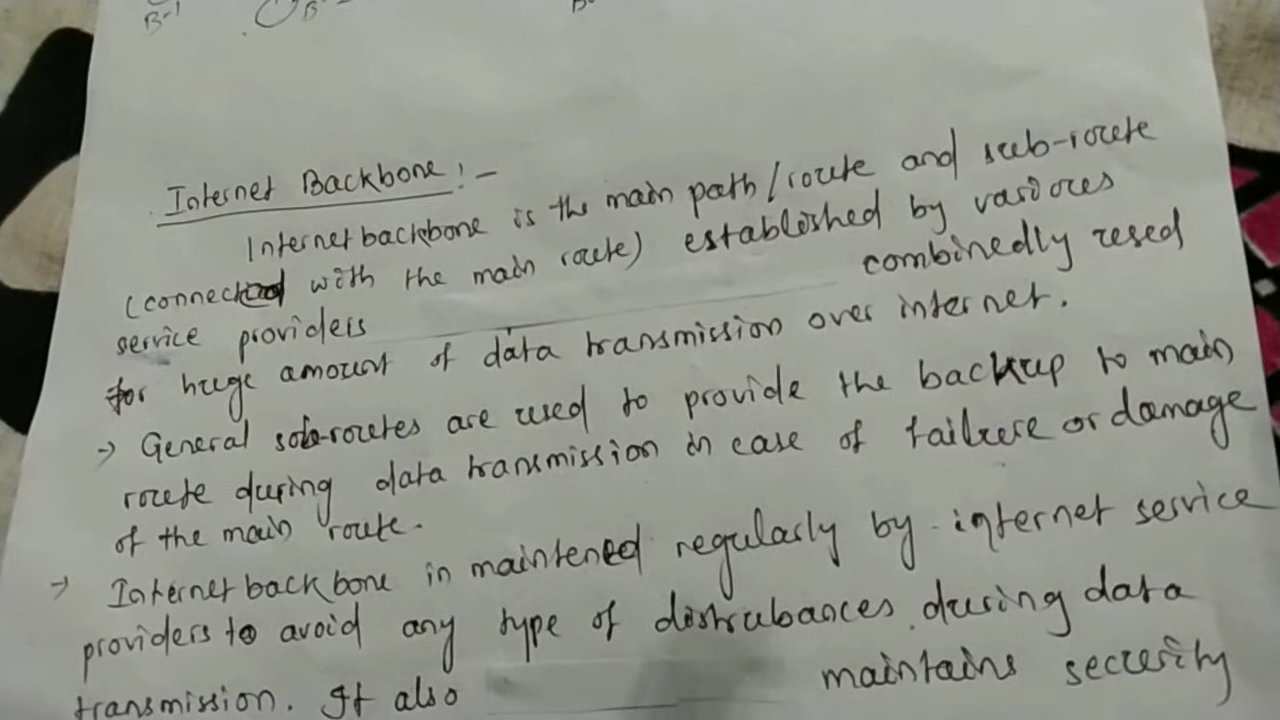 B-1 B-
Internet Backbone :-
Internet backbone is the main path/route and sub-route
(connected with the main route) established by various
service providers combinedly used
for huge amount of data transmission over internet.
→ General sub-routes are used to provide the backup to main
route during data transmission in case of failure or damage
of the main route.
→ Internet backbone in maintened regularly by internet service
providers to avoid any type of distrubances during data
transmission. It also maintains security